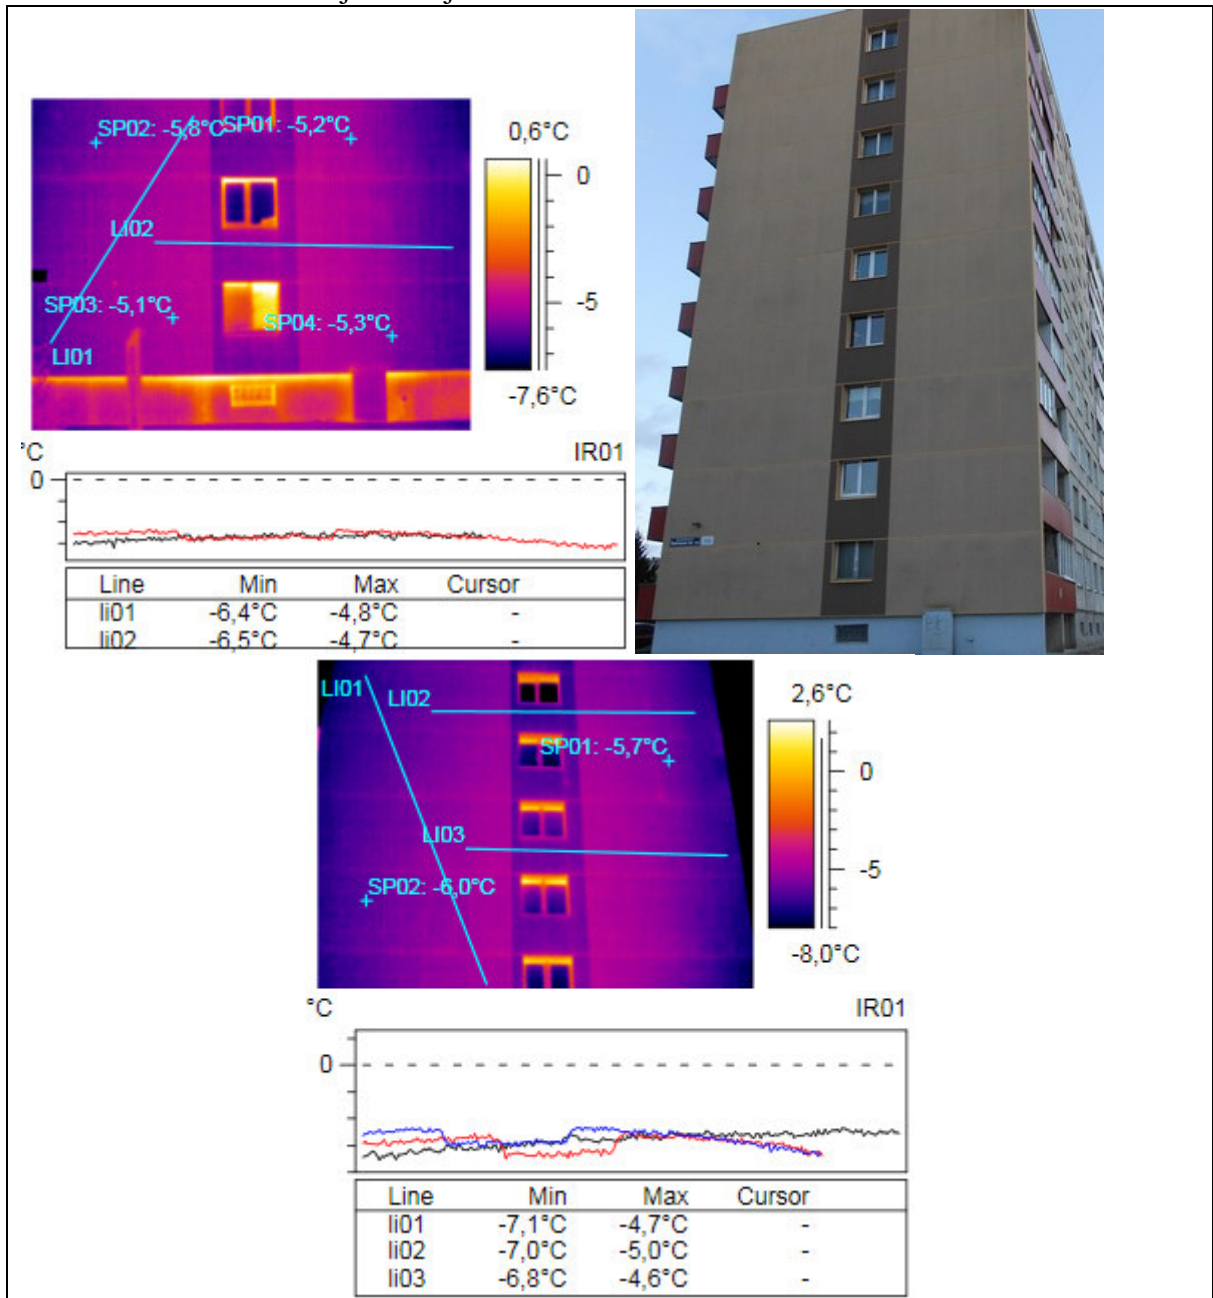 SP02: -5,8°C
SP01: -5,2°C
LI02
SP03: -5,1°C
SP04: -5,3°C
LI01
0,6°C
0
-5
-7,6°C
°C
IR01
0
Line Min Max Cursor
li01 -6,4°C -4,8°C -
li02 -6,5°C -4,7°C -
LI01
LI02
SP01: -5,7°C
LI03
SP02: -6,0°C
2,6°C
0
-5
-8,0°C
°C
IR01
0
Line Min Max Cursor
li01 -7,1°C -4,7°C -
li02 -7,0°C -5,0°C -
li03 -6,8°C -4,6°C -